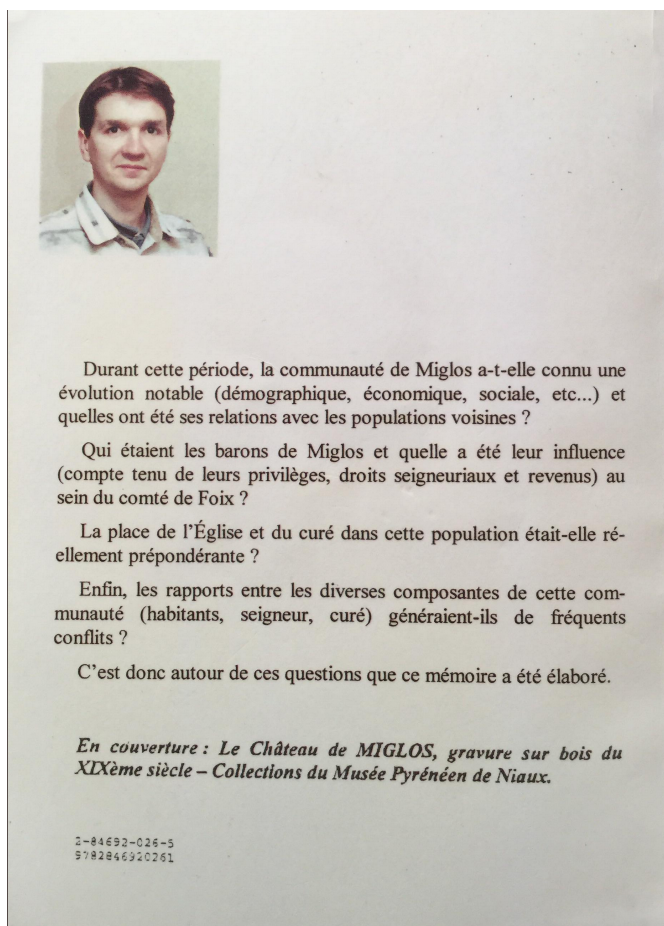 Durant cette période, la communauté de Miglos a-t-elle connu une
évolution notable (démographique, économique, sociale, etc...) et
quelles ont été ses relations avec les populations voisines ?
Qui étaient les barons de Miglos et quelle a été leur influence
(compte tenu de leurs privilèges, droits seigneuriaux et revenus) au
sein du comté de Foix ?
La place de l'Église et du curé dans cette population était-elle ré-
ellement prépondérante ?
Enfin, les rapports entre les diverses composantes de cette com-
munauté (habitants, seigneur, curé) généraient-ils de fréquents
conflits ?
C'est donc autour de ces questions que ce mémoire a été élaboré.
En couverture : Le Château de MIGLOS, gravure sur bois du
XIXème siècle – Collections du Musée Pyrénéen de Niaux.
2-84692-026-5
9782846920261